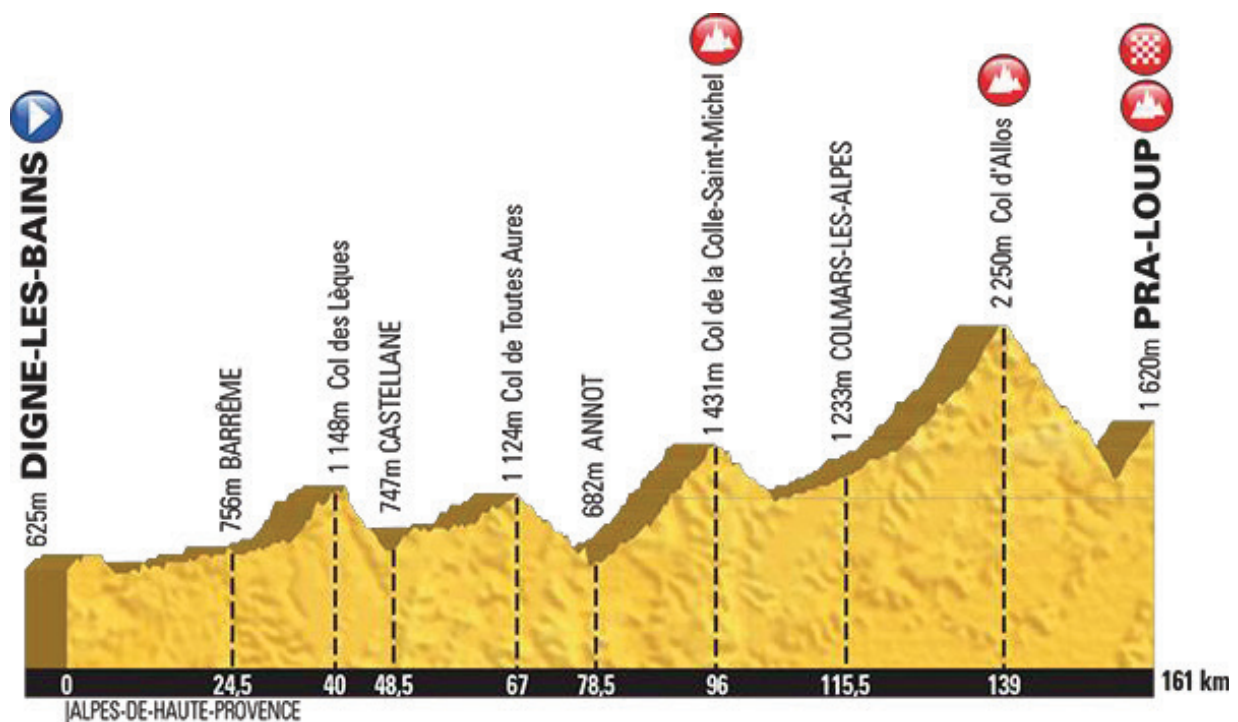 625m DIGNE-LES-BAINS
756m BARRÊME
1 148m Col des Lèques
747m CASTELLANE
1 124m Col de Toutes Aures
682m ANNOT
1 431m Col de la Colle-Saint-Michel
1 233m COLMARS-LES-ALPES
2 250m Col d'Allos
1 620m PRA-LOUP
0 24,5 40 48,5 67 78,5 96 115,5 139 161 km
ALPES-DE-HAUTE-PROVENCE